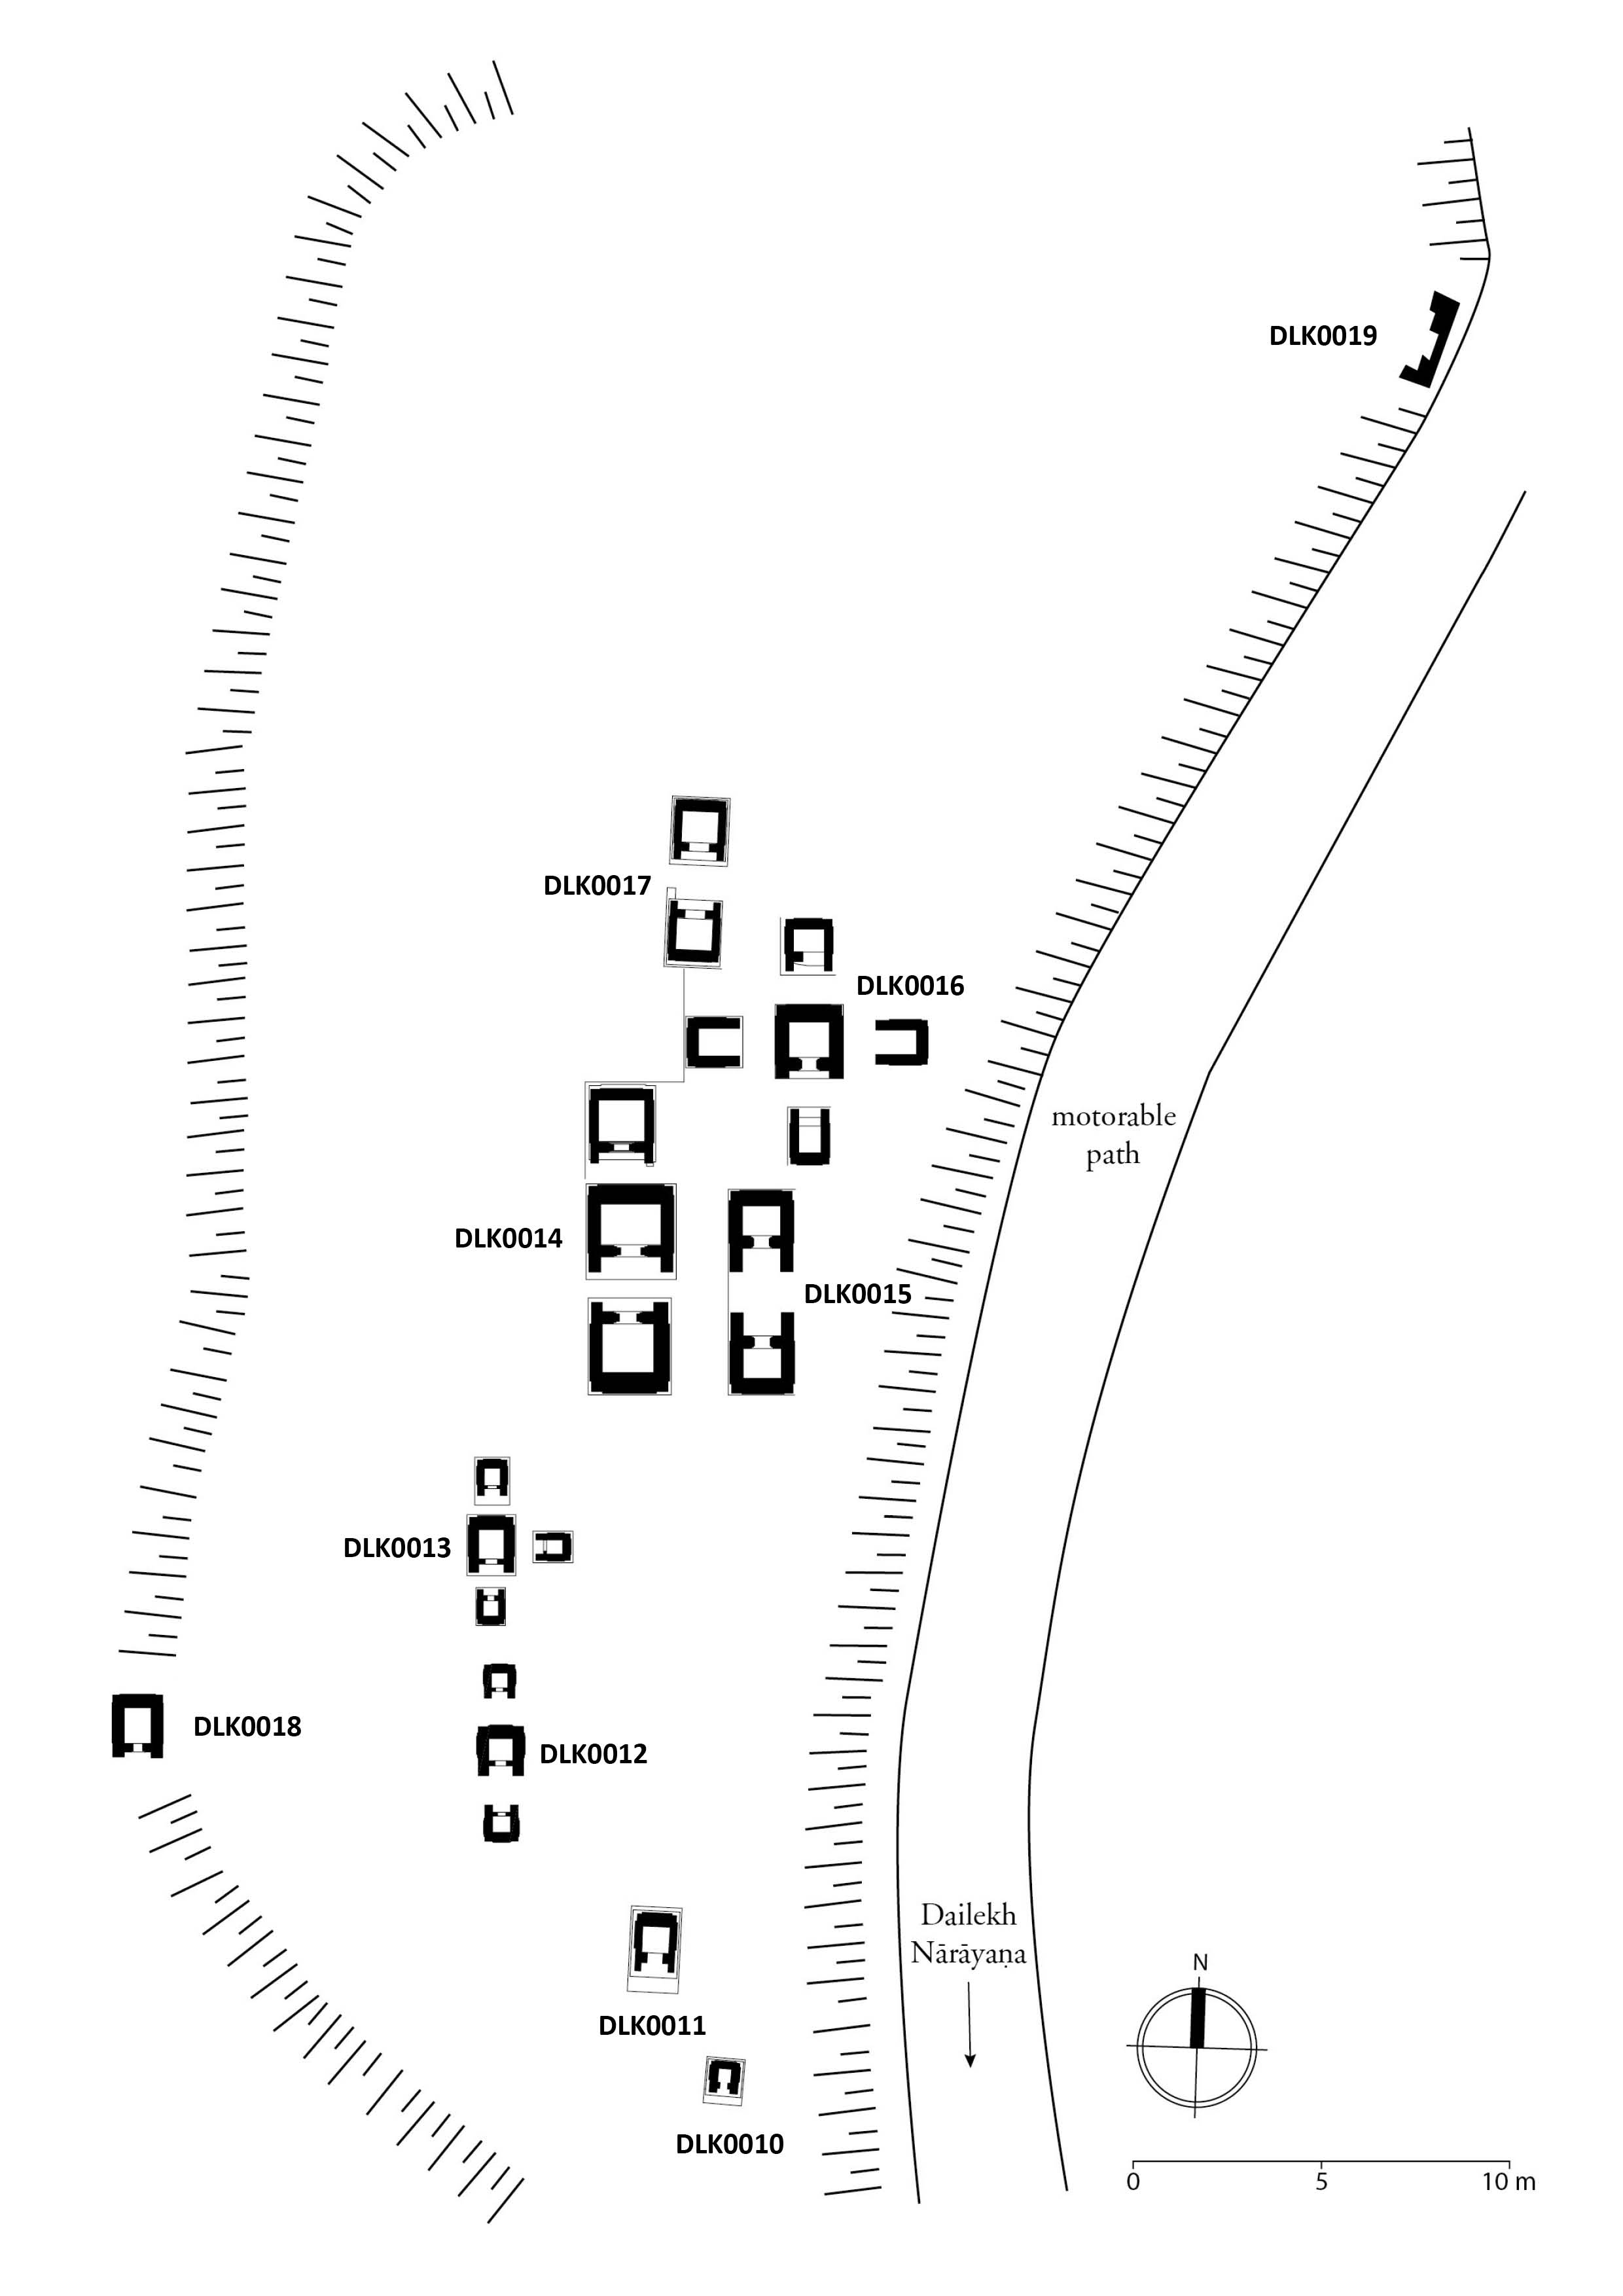 DLK0019
DLK0017
DLK0016
motorable
path
DLK0014
DLK0015
DLK0013
DLK0018
DLK0012
Dailekh
Nārāyaṇa
N
DLK0011
DLK0010
0 5 10 m